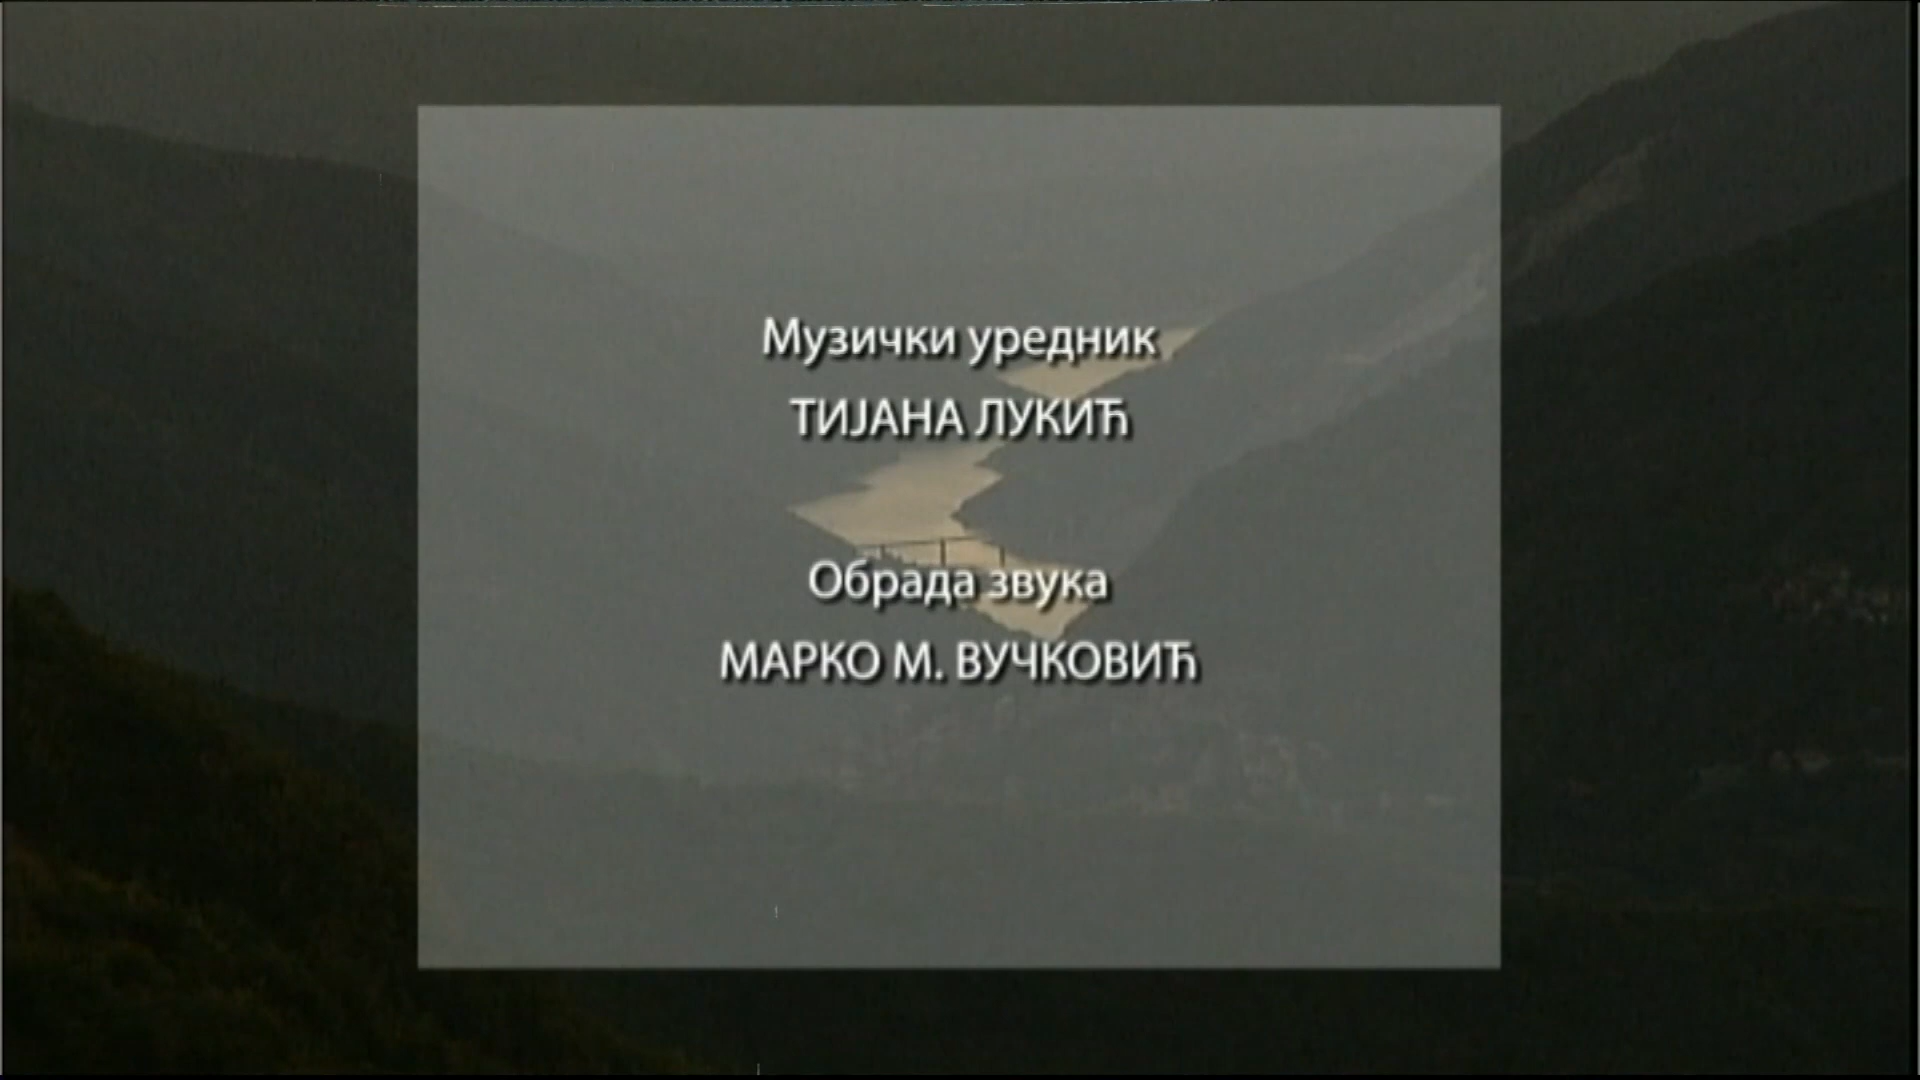 Музички уредник
ТИЈАНА ЛУКИЋ
Обрада звука
МАРКО М. ВУЧКОВИЋ